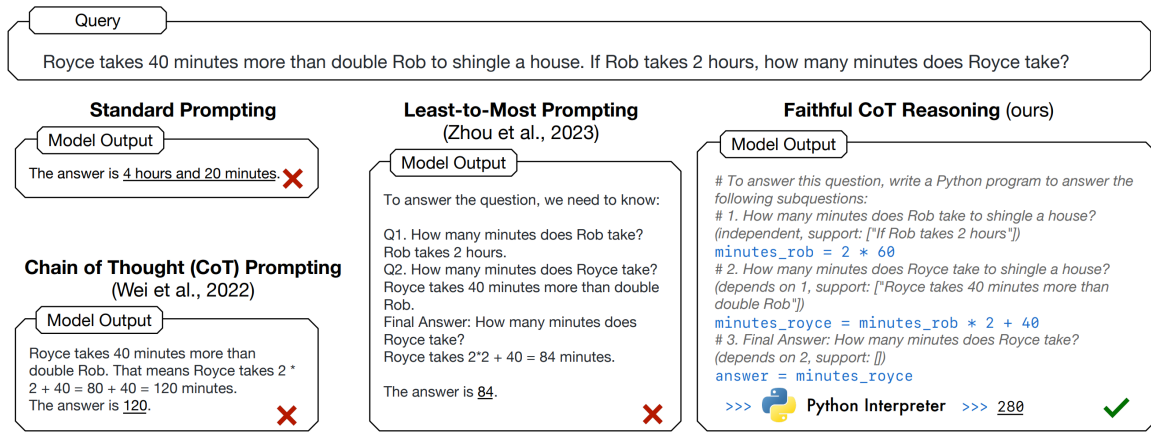 Query
Royce takes 40 minutes more than double Rob to shingle a house. If Rob takes 2 hours, how many minutes does Royce take?
Standard Prompting
Model Output
The answer is 4 hours and 20 minutes.
Chain of Thought (CoT) Prompting
(Wei et al., 2022)
Model Output
Royce takes 40 minutes more than
double Rob. That means Royce takes 2 *
2 + 40 = 80 + 40 = 120 minutes.
The answer is 120.
Least-to-Most Prompting
(Zhou et al., 2023)
Model Output
To answer the question, we need to know:
Q1. How many minutes does Rob take?
Rob takes 2 hours.
Q2. How many minutes does Royce take?
Royce takes 40 minutes more than double
Rob.
Final Answer: How many minutes does
Royce take?
Royce takes 2*2 + 40 = 84 minutes.
The answer is 84.
Faithful CoT Reasoning (ours)
Model Output
# To answer this question, write a Python program to answer the
following subquestions:
# 1. How many minutes does Rob take to shingle a house?
(independent, support: ["If Rob takes 2 hours"])
minutes_rob = 2 * 60
# 2. How many minutes does Royce take to shingle a house?
(depends on 1, support: ["Royce takes 40 minutes more than
double Rob"])
minutes_royce = minutes_rob * 2 + 40
# 3. Final Answer: How many minutes does Royce take?
(depends on 2, support: [])
answer = minutes_royce
>>> Python Interpreter >>> 280